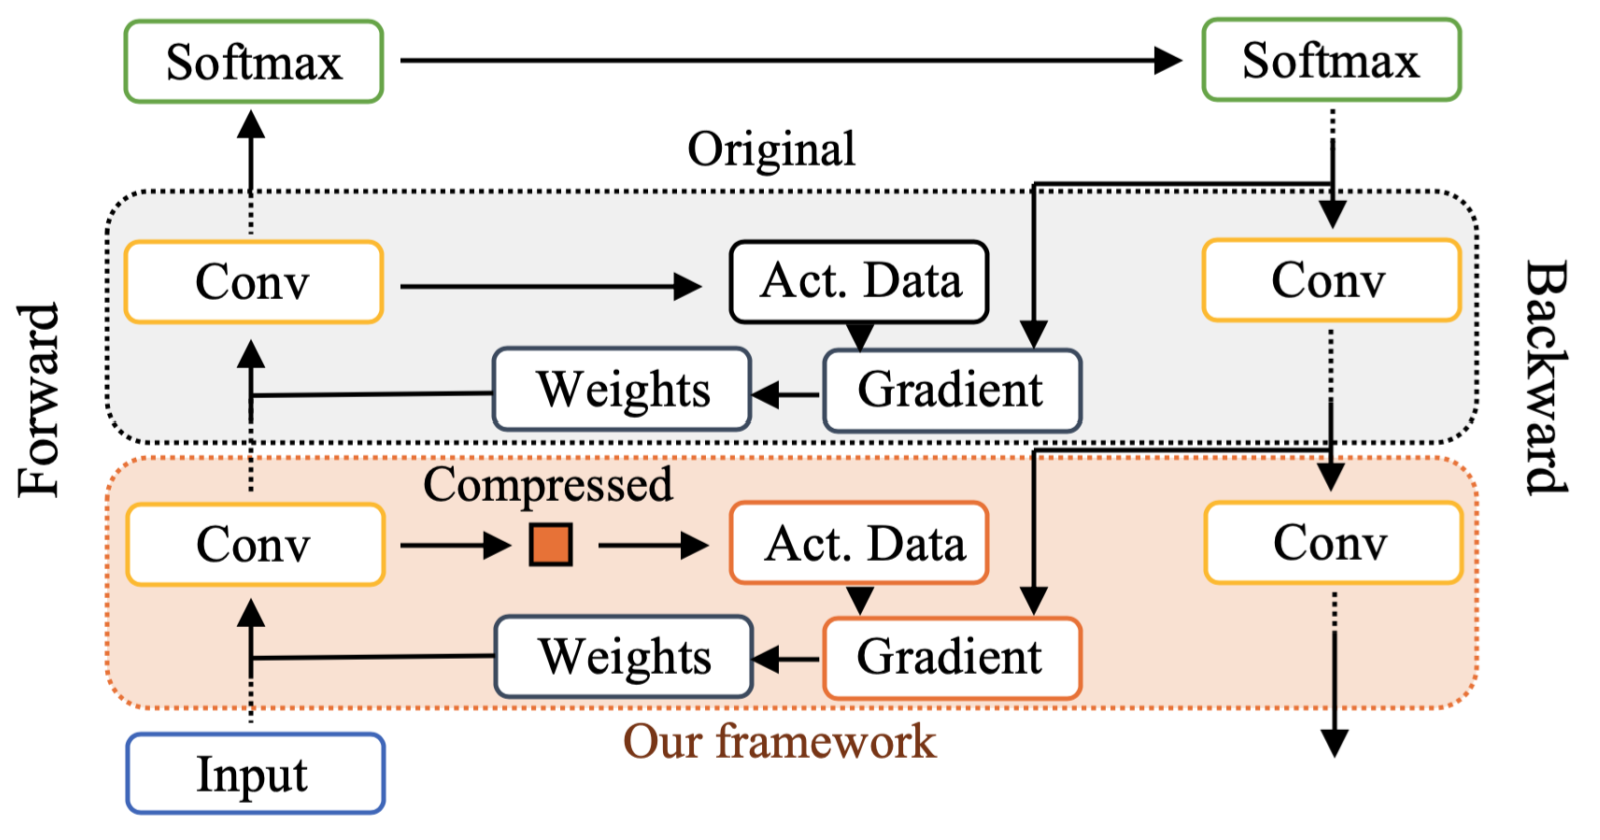 Softmax
Softmax
Original
Conv
Act. Data
Conv
Weights
Gradient
Forward
Backward
Compressed
Conv
Act. Data
Conv
Weights
Gradient
Our framework
Input